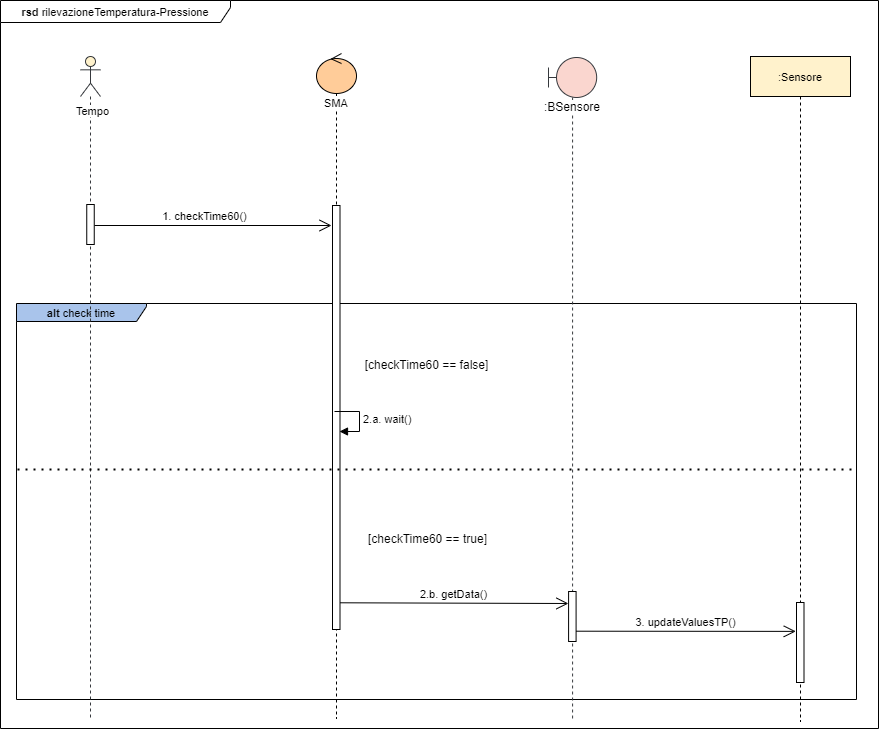 rsd rilevazioneTemperatura-Pressione
Tempo
SMA
:BSensore
:Sensore
1. checkTime60()
alt check time
[checkTime60 == false]
2.a. wait()
[checkTime60 == true]
2.b. getData()
3. updateValuesTP()